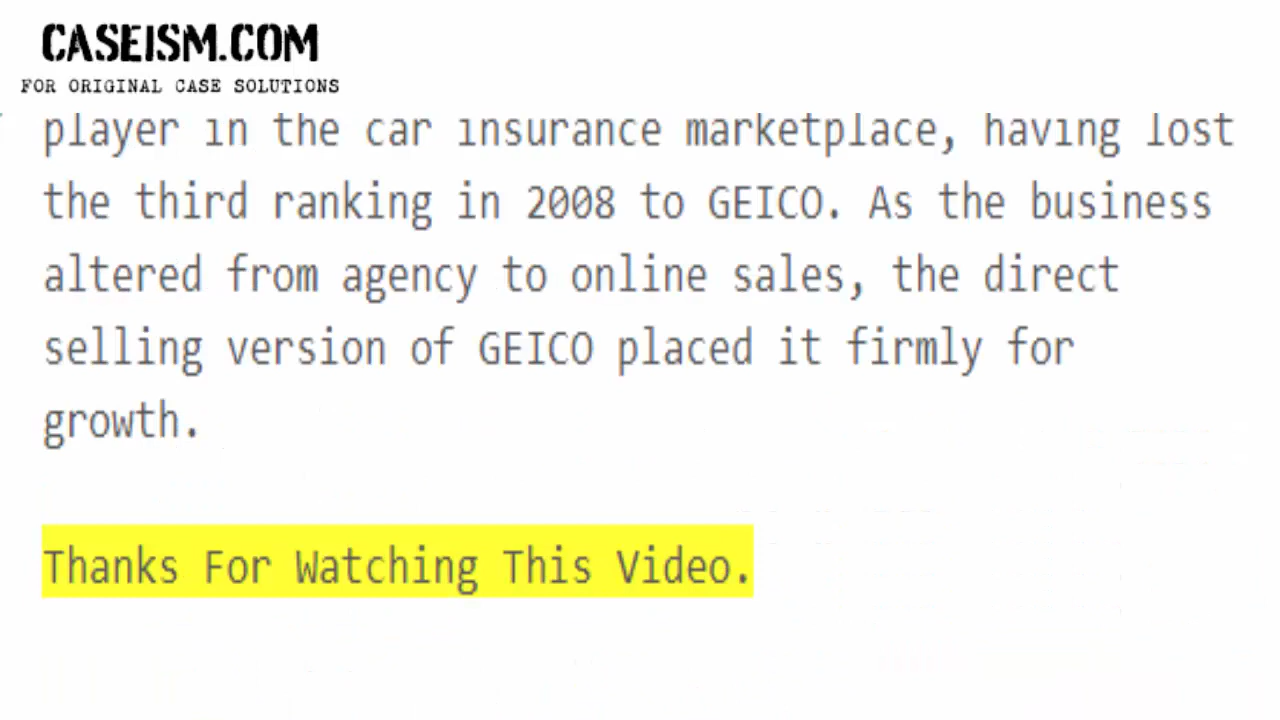 CASEISM.COM
FOR ORIGINAL CASE SOLUTIONS
player in the car insurance marketplace, having lost
the third ranking in 2008 to GEICO. As the business
altered from agency to online sales, the direct
selling version of GEICO placed it firmly for
growth.
Thanks For Watching This Video.